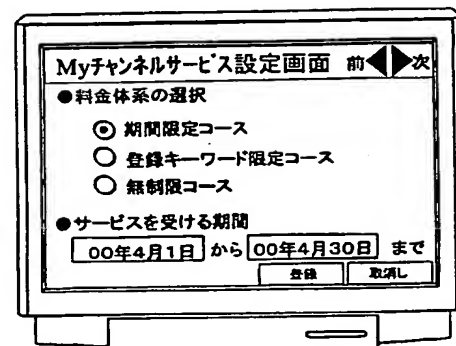 Myチャンネルサービス設定画面 前◀▶次
●料金体系の選択
期間限定コース
登録キーワード限定コース
無制限コース
●サービスを受ける期間
00年4月1日 から 00年4月30日 まで
登録 取消し